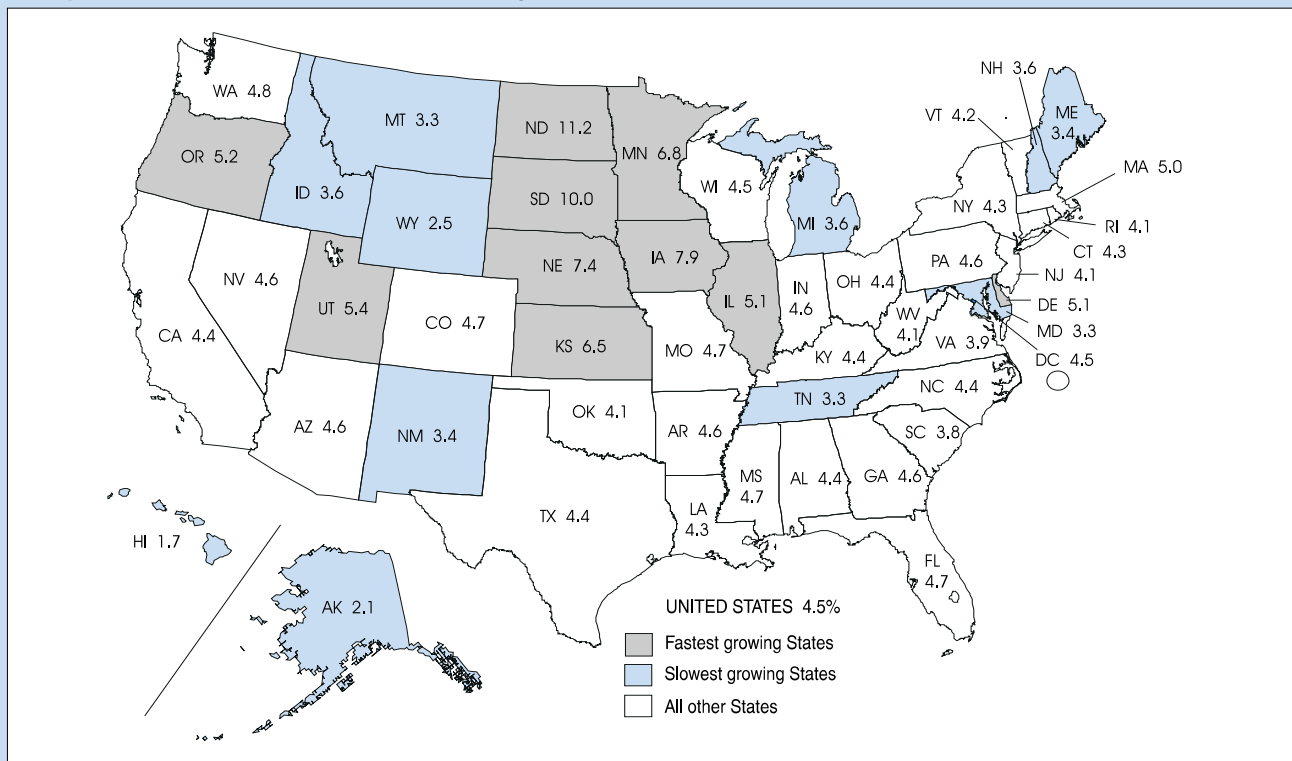 NH 3.6
WA 4.8
MT 3.3
ND 11.2
MN 6.8
VT 4.2
ME
3.4
OR 5.2
ID 3.6
WY 2.5
SD 10.0
WI 4.5
MI 3.6
NY 4.3
MA 5.0
RI 4.1
CT 4.3
NV 4.6
UT 5.4
NE 7.4
IA 7.9
PA 4.6
NJ 4.1
CA 4.4
CO 4.7
KS 6.5
MO 4.7
IL 5.1
IN
4.6
OH 4.4
WV
4.1
DE 5.1
MD 3.3
VA 3.9
DC 4.5
KY 4.4
NC 4.4
TN 3.3
AZ 4.6
NM 3.4
OK 4.1
AR 4.6
SC 3.8
MS
4.7
AL 4.4
GA 4.6
TX 4.4
LA
4.3
FL
4.7
HI 1.7
AK 2.1
UNITED STATES 4.5%
Fastest growing States
Slowest growing States
All other States